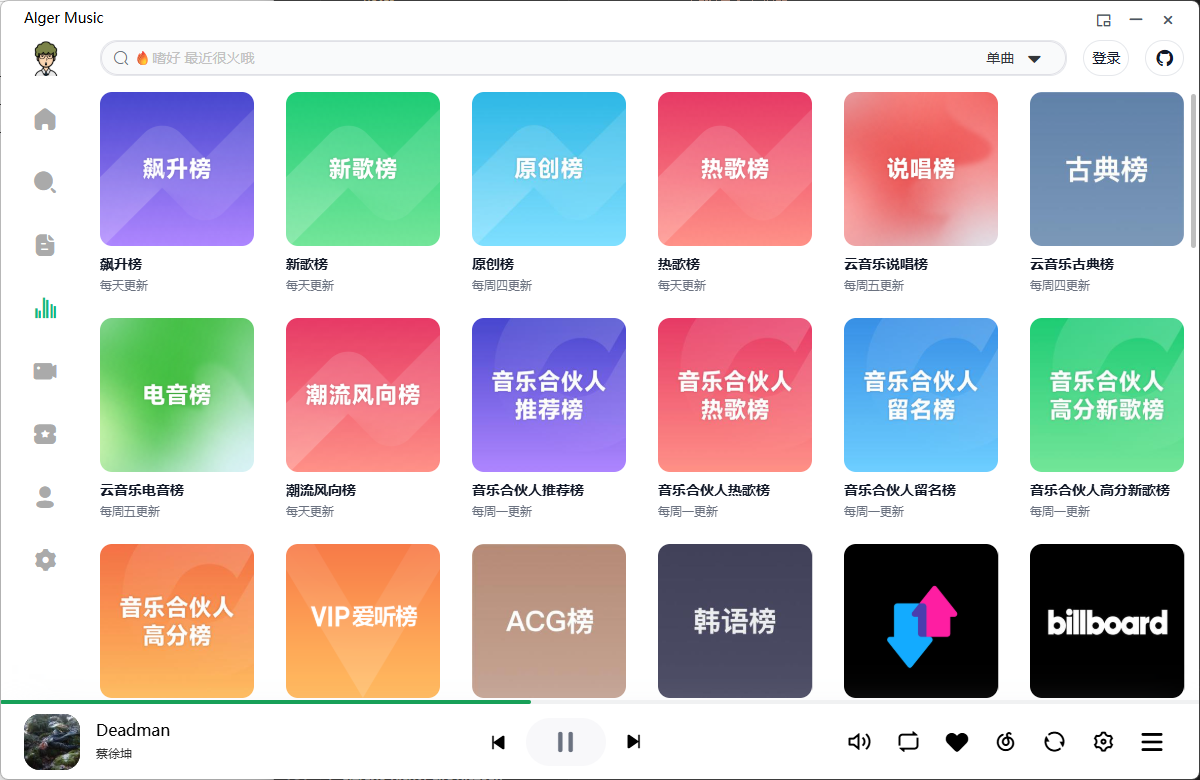 Alger Music
嗜好 最近很火哦
单曲
登录
飙升榜
新歌榜
原创榜
热歌榜
说唱榜
古典榜
飙升榜
新歌榜
原创榜
热歌榜
云音乐说唱榜
云音乐古典榜
每天更新
每天更新
每周四更新
每天更新
每周五更新
每周四更新
电音榜
潮流风向榜
音乐合伙人
推荐榜
音乐合伙人
热歌榜
音乐合伙人
留名榜
音乐合伙人
高分新歌榜
云音乐电音榜
潮流风向榜
音乐合伙人推荐榜
音乐合伙人热歌榜
音乐合伙人留名榜
音乐合伙人高分新歌榜
每周五更新
每天更新
每周一更新
每周一更新
每周一更新
每周一更新
音乐合伙人
高分榜
VIP爱听榜
ACG榜
韩语榜
billboard
Deadman
蔡徐坤